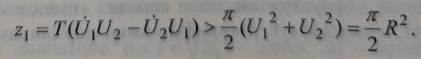 z₁ = T(U̇₁U₂ − U̇₂U₁) > π/2 (U₁² + U₂²) = π/2 R².